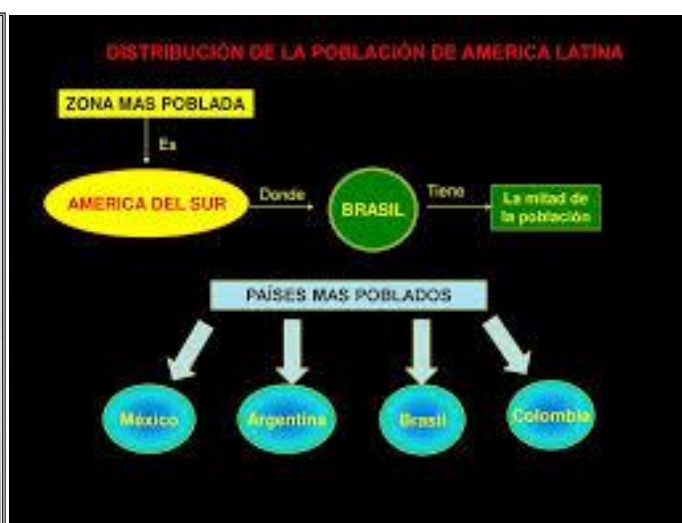 DISTRIBUCIÓN DE LA POBLACIÓN DE AMERICA LATINA
ZONA MAS POBLADA
Es
AMERICA DEL SUR
Donde
BRASIL
Tiene
La mitad de
la población
PAÍSES MAS POBLADOS
México
Argentina
Brasil
Colombia